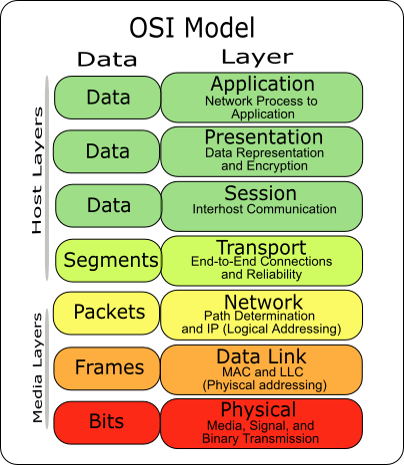 OSI Model
Data Layer
Host Layers
Data Application
Network Process to
Application
Data Presentation
Data Representation
and Encryption
Data Session
Interhost Communication
Segments Transport
End-to-End Connections
and Reliability
Media Layers
Packets Network
Path Determination
and IP (Logical Addressing)
Frames Data Link
MAC and LLC
(Phyiscal addressing)
Bits Physical
Media, Signal, and
Binary Transmission